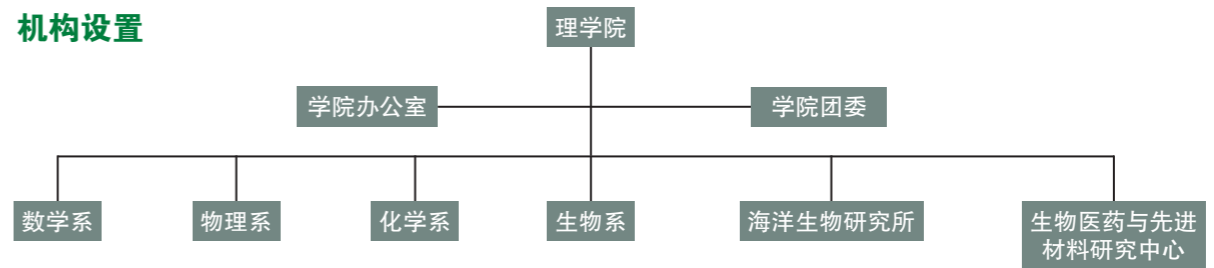 机构设置
理学院
学院办公室
学院团委
数学系
物理系
化学系
生物系
海洋生物研究所
生物医药与先进
材料研究中心